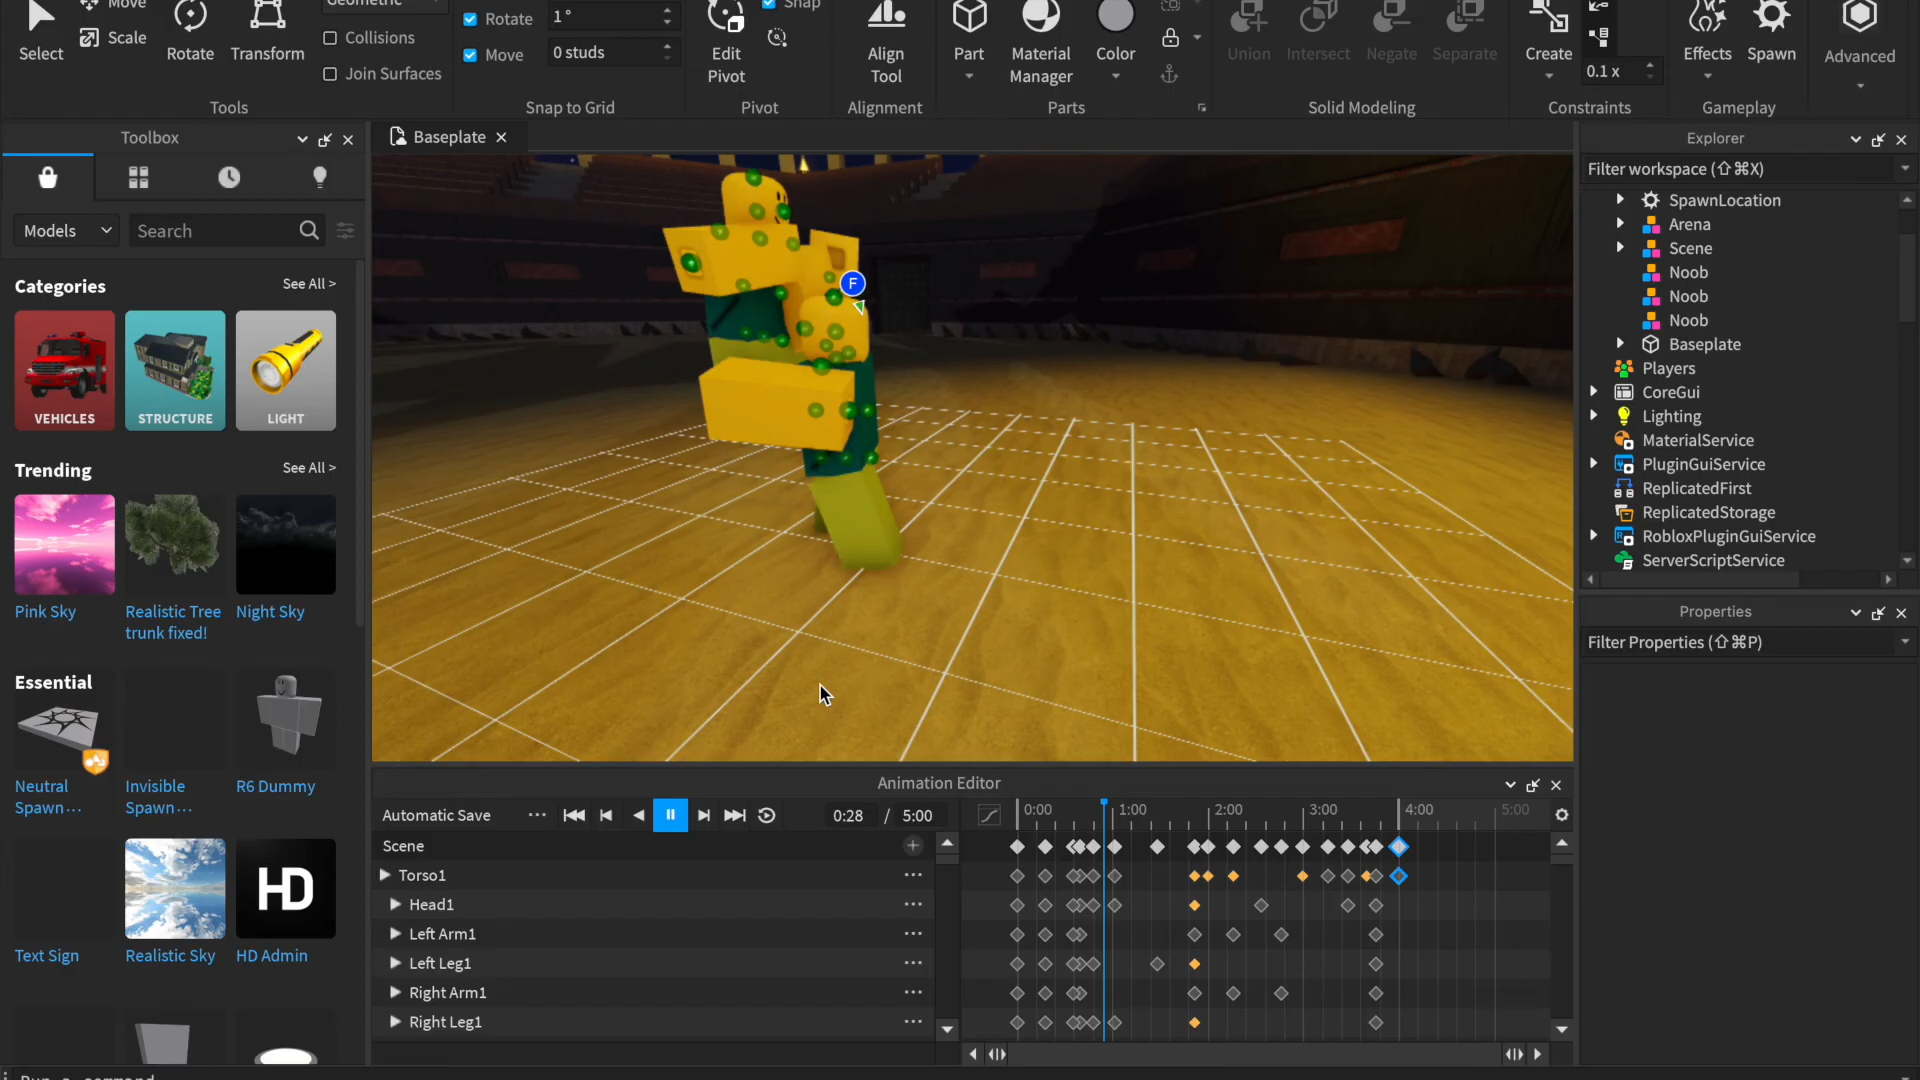 Move
Geometric
Rotate
1 °
Snap
Select
Scale
Rotate
Transform
Collisions
Join Surfaces
Move
0 studs
Edit
Pivot
Align
Tool
Part
Material
Manager
Color
Union
Intersect
Negate
Separate
Create
0.1 x
Effects
Spawn
Advanced
Tools
Snap to Grid
Pivot
Alignment
Parts
Solid Modeling
Constraints
Gameplay
Toolbox
Baseplate
Explorer
Filter workspace (⇧⌘X)
Models
Search
SpawnLocation
Arena
Scene
Noob
Noob
Noob
Baseplate
Players
CoreGui
Lighting
MaterialService
PluginGuiService
ReplicatedFirst
ReplicatedStorage
RobloxPluginGuiService
ServerScriptService
Properties
Filter Properties (⇧⌘P)
Categories
See All >
VEHICLES
STRUCTURE
LIGHT
Trending
See All >
Pink Sky
Realistic Tree
trunk fixed!
Night Sky
Essential
Neutral
Spawn...
Invisible
Spawn...
R6 Dummy
HD
Text Sign
Realistic Sky
HD Admin
F
Animation Editor
Automatic Save
0:28 / 5:00
0:00
1:00
2:00
3:00
4:00
5:00
Scene
Torso1
Head1
Left Arm1
Left Leg1
Right Arm1
Right Leg1
Run a command